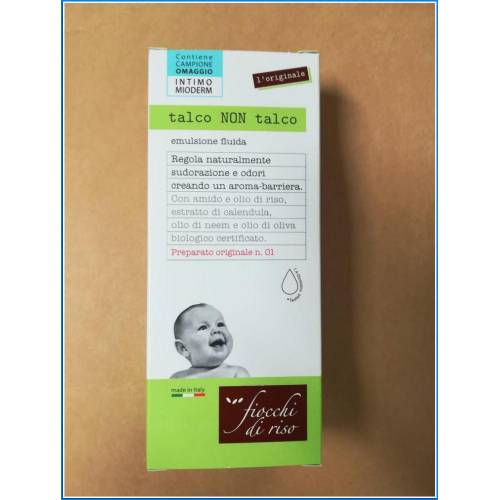 Contiene
CAMPIONE
OMAGGIO
INTIMO
MIODERM
l'originale
talco NON talco
emulsione fluida
Regola naturalmente
sudorazione e odori
creando un aroma-barriera.
Con amido e olio di riso,
estratto di calendula,
olio di neem e olio di oliva
biologico certificato.
Preparato originale n. 01
made in Italy
fiocchi
di riso